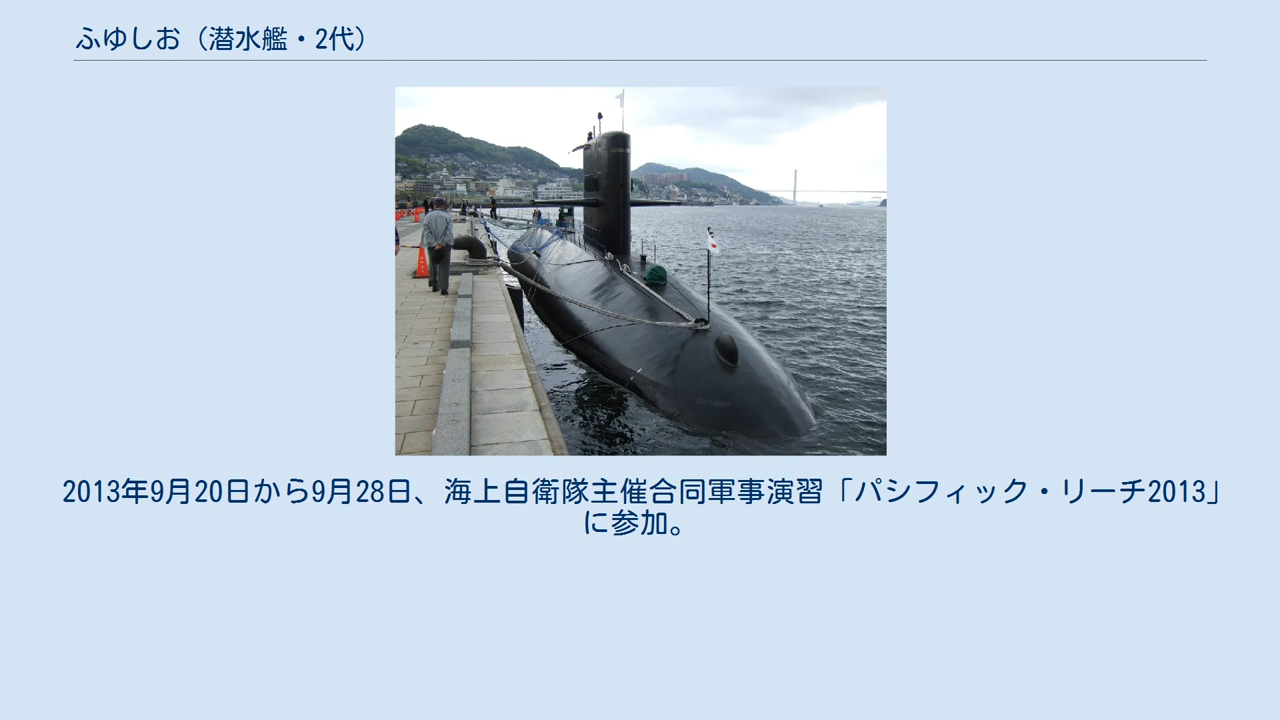 ふゆしお（潜水艦・2代）
2013年9月20日から9月28日、海上自衛隊主催合同軍事演習「パシフィック・リーチ2013」
に参加。